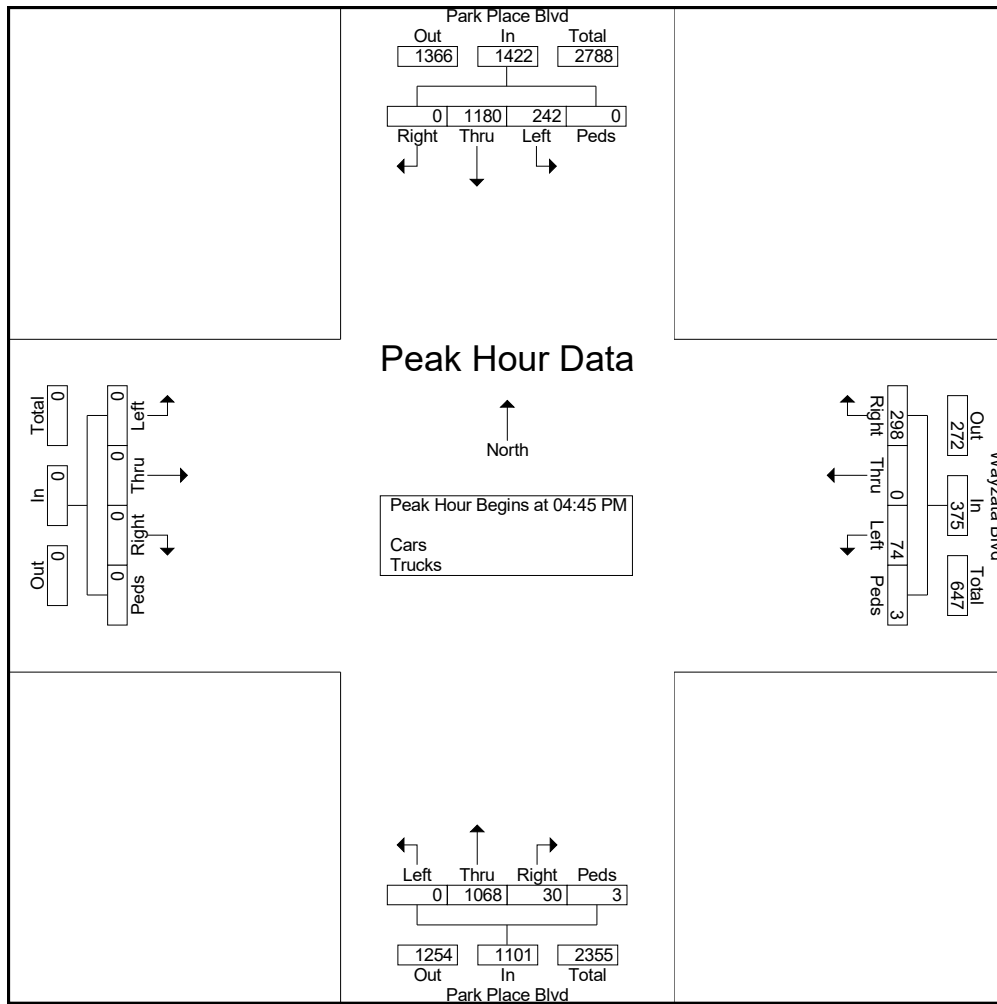 Park Place Blvd
Out In Total
1366 1422 2788
0 1180 242 0
Right Thru Left Peds
Peak Hour Data
North
Peak Hour Begins at 04:45 PM
Cars
Trucks
Total In Out
0 0 0
0 0 0 0
Left Thru Right Peds
Wayzata Blvd
Out In Total
272 375 647
298 0 74 3
Right Thru Left Peds
Left Thru Right Peds
0 1068 30 3
1254 1101 2355
Out In Total
Park Place Blvd